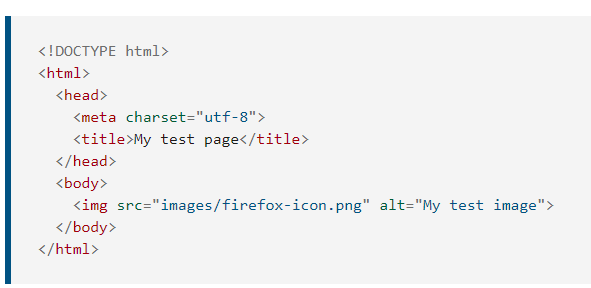 <!DOCTYPE html>
<html>
  <head>
    <meta charset="utf-8">
    <title>My test page</title>
  </head>
  <body>
    <img src="images/firefox-icon.png" alt="My test image">
  </body>
</html>